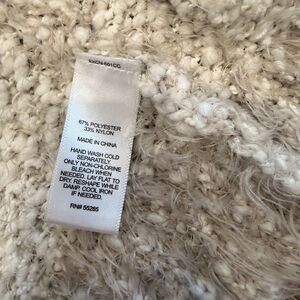 67% POLYESTER
33% NYLON
MADE IN CHINA
HAND WASH COLD
SEPARATELY
ONLY NON-CHLORINE
BLEACH WHEN
NEEDED. LAY FLAT TO
DRY. RESHAPE WHILE
DAMP. COOL IRON
IF NEEDED.
RN# 55285